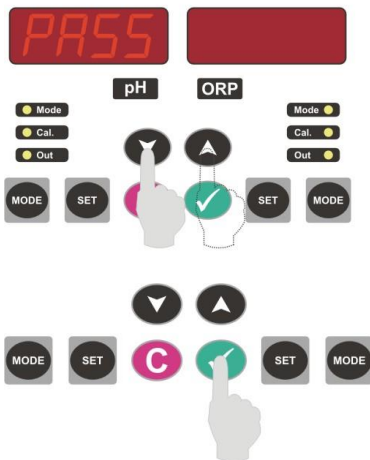 PASS
pH ORP
Mode Mode
Cal. Cal.
Out Out
MODE SET SET MODE
MODE SET C SET MODE